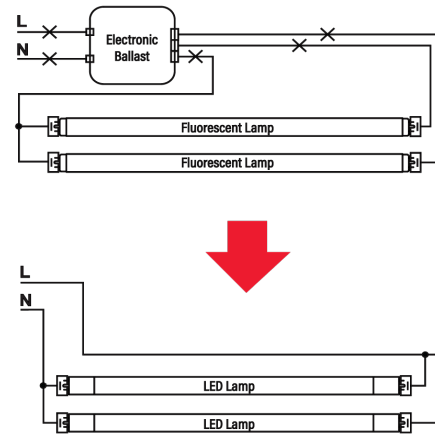 L
Electronic
Ballast
N
Fluorescent Lamp
Fluorescent Lamp
L
N
LED Lamp
LED Lamp